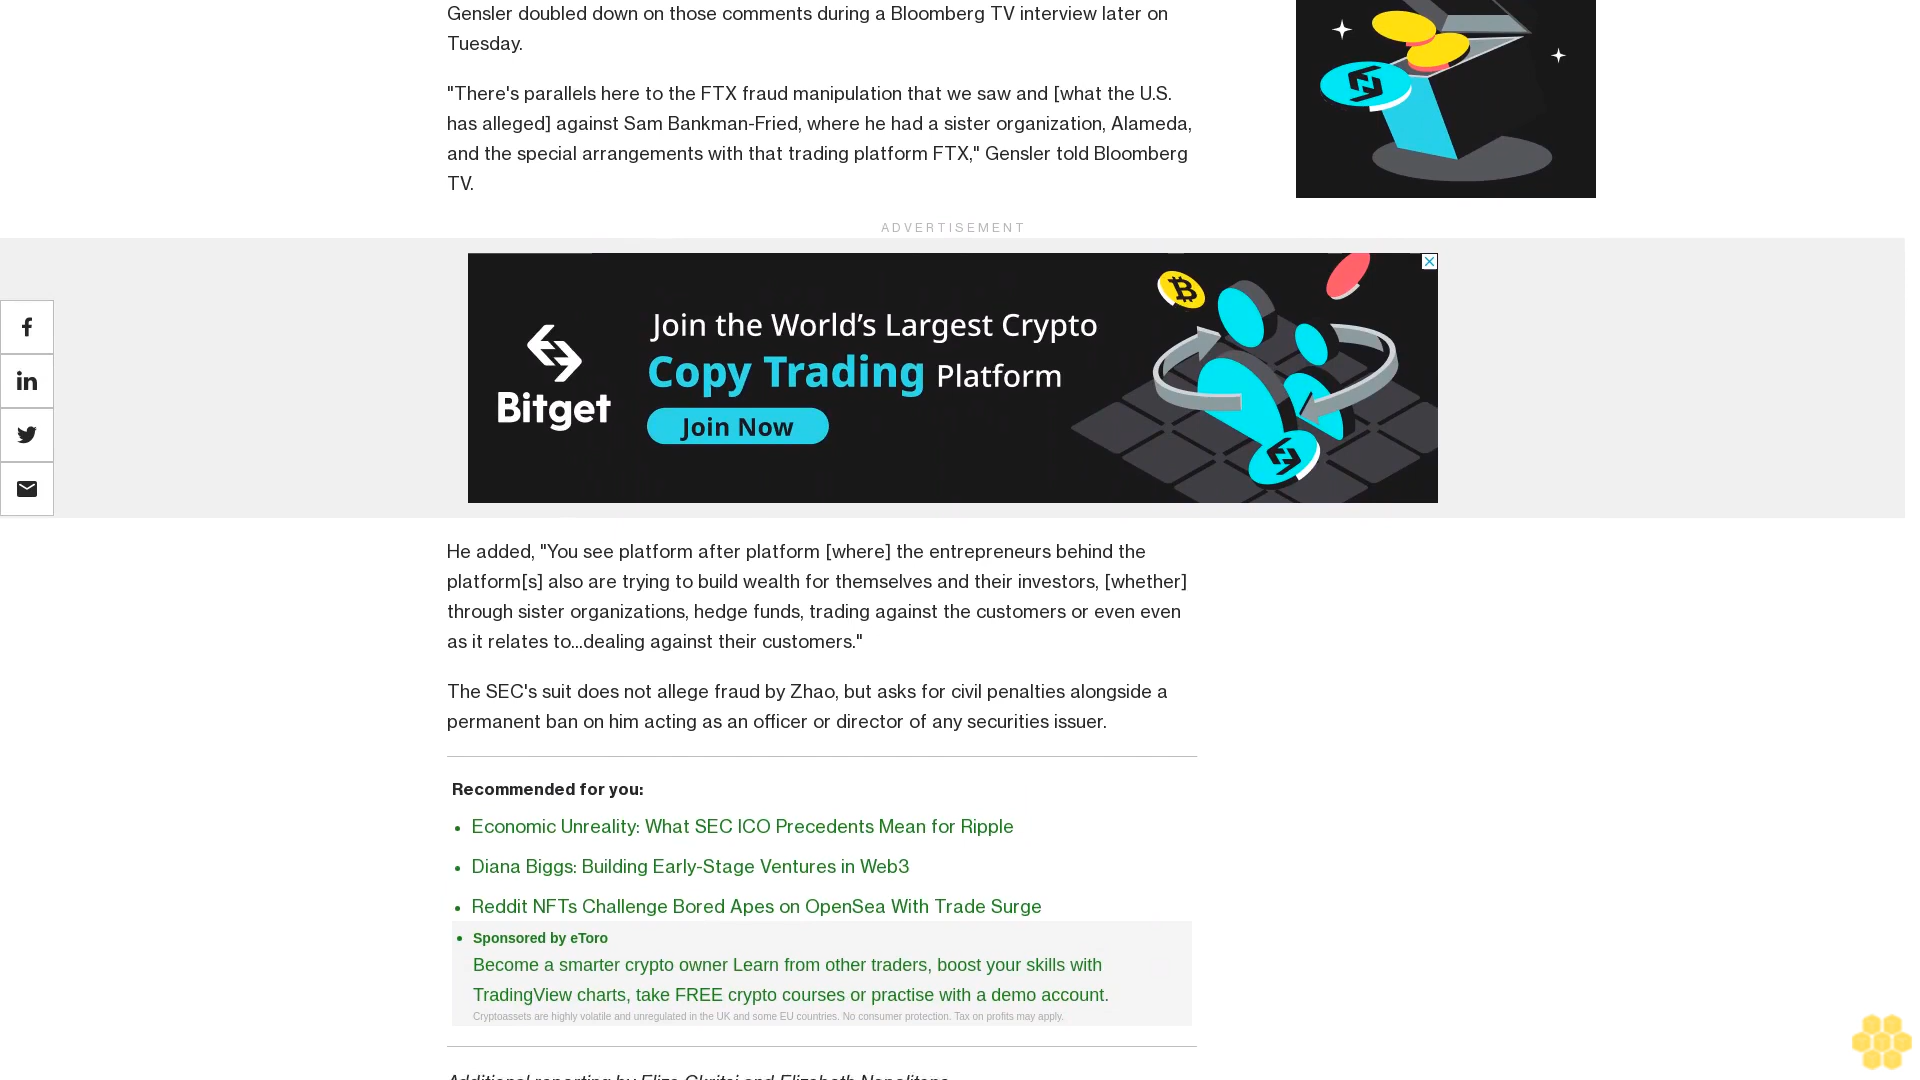 Gensler doubled down on those comments during a Bloomberg TV interview later on
Tuesday.
"There's parallels here to the FTX fraud manipulation that we saw and [what the U.S.
has alleged] against Sam Bankman-Fried, where he had a sister organization, Alameda,
and the special arrangements with that trading platform FTX," Gensler told Bloomberg
TV.
ADVERTISEMENT
Join the World's Largest Crypto
Copy Trading Platform
Bitget
Join Now
He added, "You see platform after platform [where] the entrepreneurs behind the
platform[s] also are trying to build wealth for themselves and their investors, [whether]
through sister organizations, hedge funds, trading against the customers or even even
as it relates to...dealing against their customers."
The SEC's suit does not allege fraud by Zhao, but asks for civil penalties alongside a
permanent ban on him acting as an officer or director of any securities issuer.
Recommended for you:
• Economic Unreality: What SEC ICO Precedents Mean for Ripple
• Diana Biggs: Building Early-Stage Ventures in Web3
• Reddit NFTs Challenge Bored Apes on OpenSea With Trade Surge
• Sponsored by eToro
Become a smarter crypto owner Learn from other traders, boost your skills with
TradingView charts, take FREE crypto courses or practise with a demo account.
Cryptoassets are highly volatile and unregulated in the UK and some EU countries. No consumer protection. Tax on profits may apply.
Additional reporting by Eliza Gkritsi and Elizabeth Napolitano